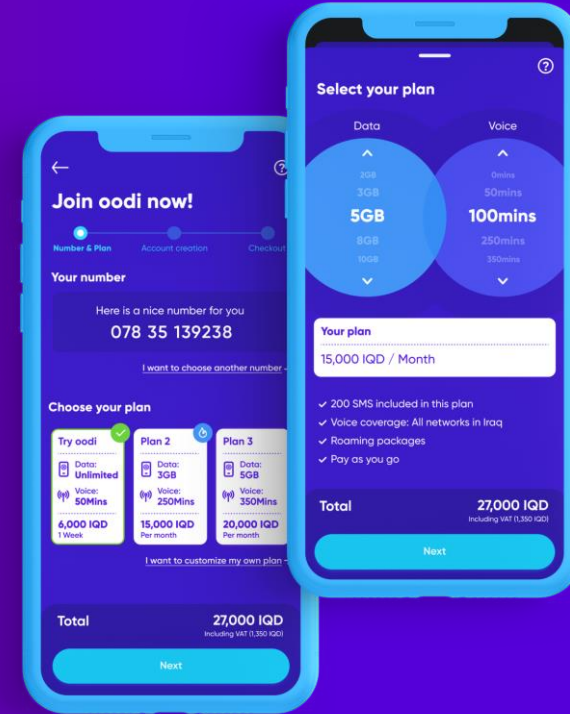 ←
Join oodi now!
Number & Plan Account creation Checkout
Your number
Here is a nice number for you
078 35 139238
I want to choose another number
Choose your plan
Try oodi
Data:
Unlimited
Voice:
50Mins
6,000 IQD
1 Week
Plan 2
Data:
3GB
Voice:
250Mins
15,000 IQD
Per month
Plan 3
Data:
5GB
Voice:
350Mins
20,000 IQD
Per month
I want to customize my own plan
Total 27,000 IQD
Including VAT (1,350 IQD)
Next
?
Select your plan
Data Voice
2GB 0mins
3GB 50mins
5GB 100mins
8GB 250mins
10GB 350mins
Your plan
15,000 IQD / Month
✓ 200 SMS included in this plan
✓ Voice coverage: All networks in Iraq
✓ Roaming packages
✓ Pay as you go
Total 27,000 IQD
Including VAT (1,350 IQD)
Next